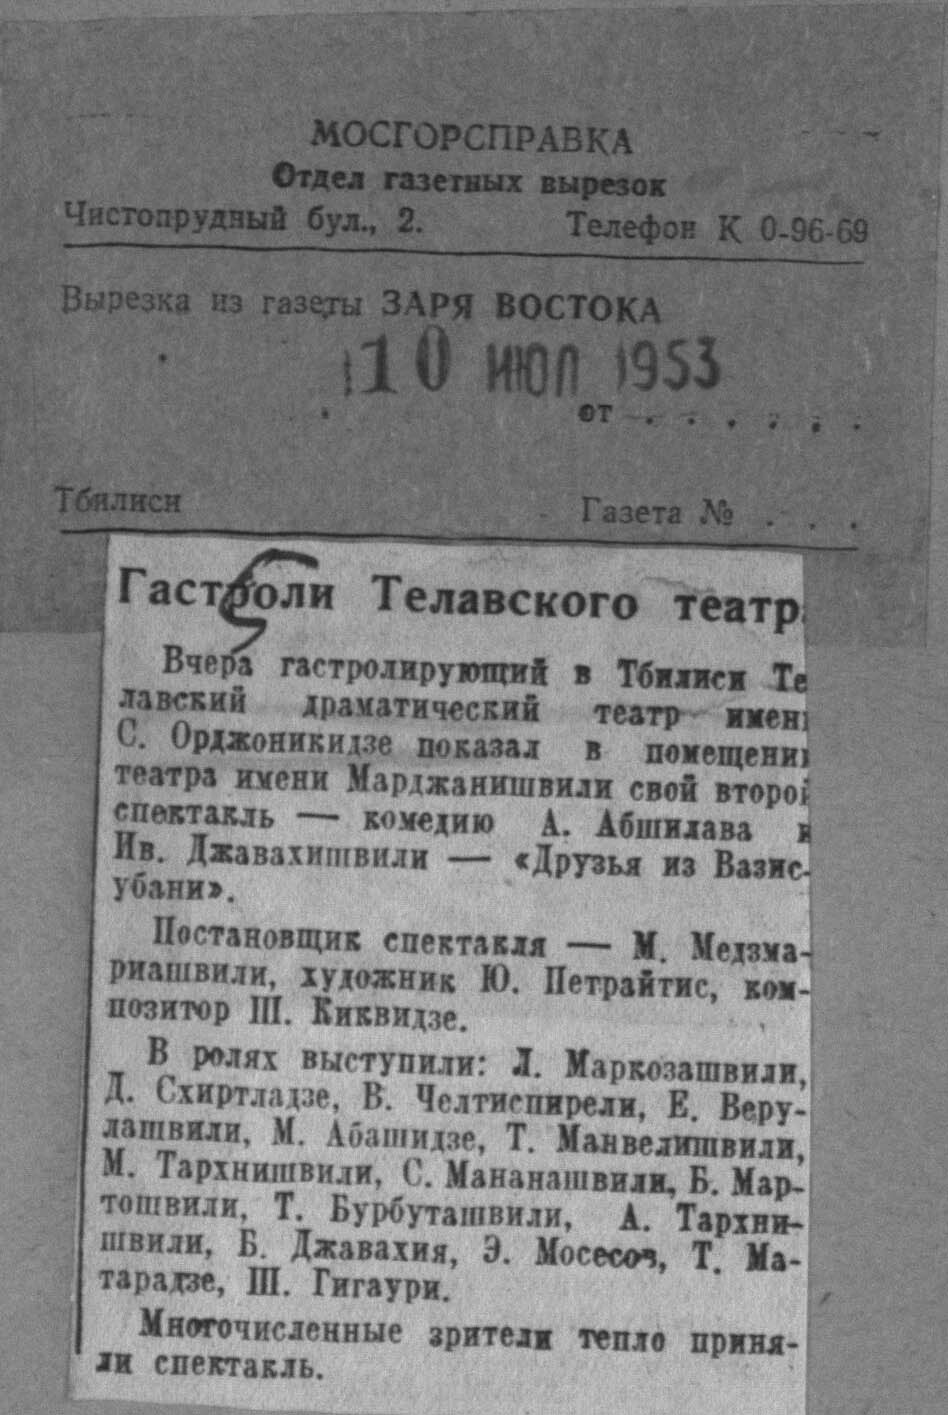 МОСГОРСПРАВКА
Отдел газетных вырезок
Чистопрудный бул., 2. Телефон К 0-96-69
Вырезка из газеты ЗАРЯ ВОСТОКА
10 ИЮЛ 1953
от . . . . . .
Тбилиси Газета № . . .
Гастроли Телавского театра
Вчера гастролирующий в Тбилиси Те
лавский драматический театр имени
С. Орджоникидзе показал в помещении
театра имени Марджанишвили свой второй
спектакль — комедию А. Абшилава и
Ив. Джавахишвили — «Друзья из Вазис-
убани».
Постановщик спектакля — М. Медзма-
риашвили, художник Ю. Петрайтис, ком-
позитор Ш. Киквидзе.
В ролях выступили: Л. Маркозашвили,
Д. Схиртладзе, В. Челтиспирели, Е. Веру-
лашвили, М. Абашидзе, Т. Манвелишвили,
М. Тархнишвили, С. Мананашвили, Б. Мар-
тошвили, Т. Бурбуташвили, А. Тархни-
швили, Б. Джавахия, Э. Мосесов, Т. Ма-
тарадзе, Ш. Гигаури.
Многочисленные зрители тепло приня-
ли спектакль.